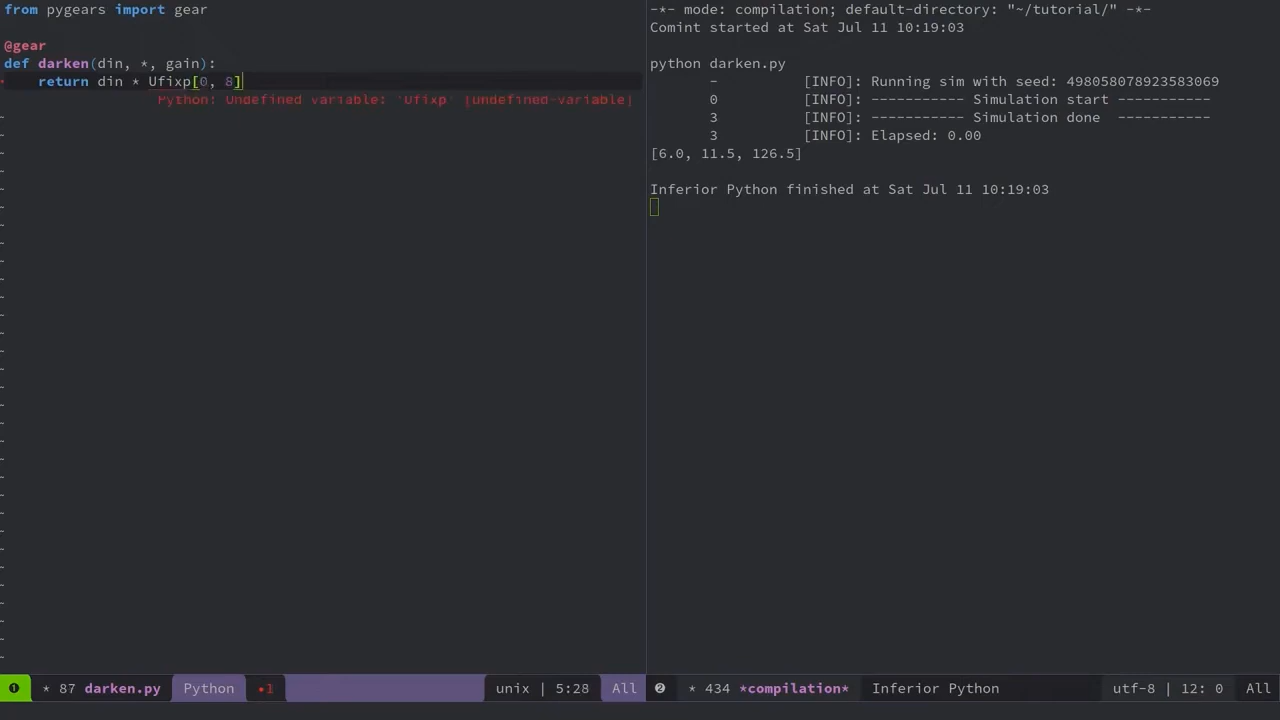 from pygears import gear
@gear
def darken(din, *, gain):
    return din * Ufixp[0, 8]
Python: Undefined variable: 'Ufixp' [undefined-variable]
❶ * 87 darken.py Python •1 unix | 5:28 All
-*- mode: compilation; default-directory: "~/tutorial/" -*-
Comint started at Sat Jul 11 10:19:03
python darken.py
- [INFO]: Running sim with seed: 498058078923583069
0 [INFO]: ----------- Simulation start -----------
3 [INFO]: ----------- Simulation done -----------
3 [INFO]: Elapsed: 0.00
[6.0, 11.5, 126.5]
Inferior Python finished at Sat Jul 11 10:19:03
❷ * 434 *compilation* Inferior Python utf-8 | 12: 0 All